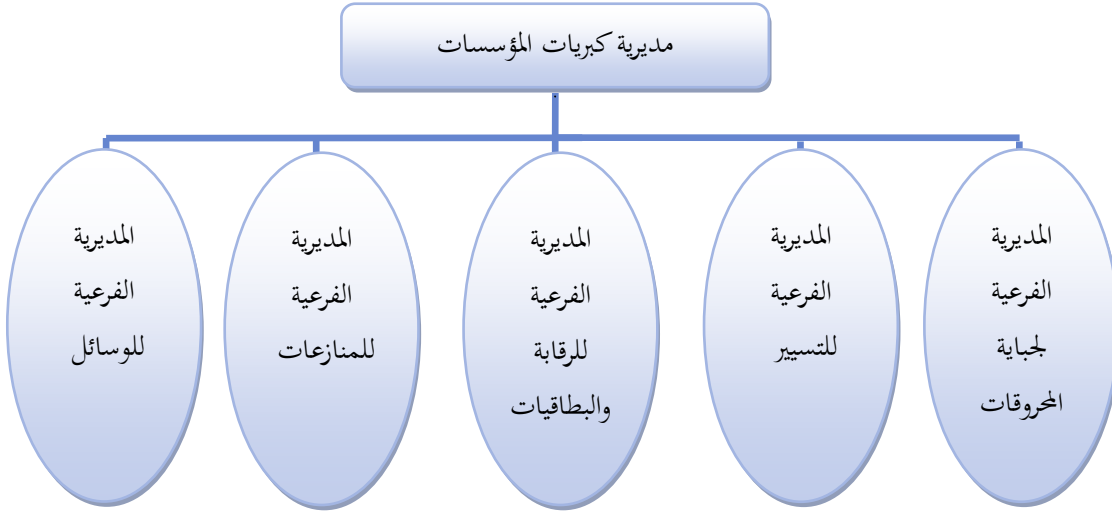 مديرية كبريات المؤسسات
المديرية
الفرعية
لجباية
المحروقات
المديرية
الفرعية
للتسيير
المديرية
الفرعية
للرقابة
والبطاقيات
المديرية
الفرعية
للمنازعات
المديرية
الفرعية
للوسائل